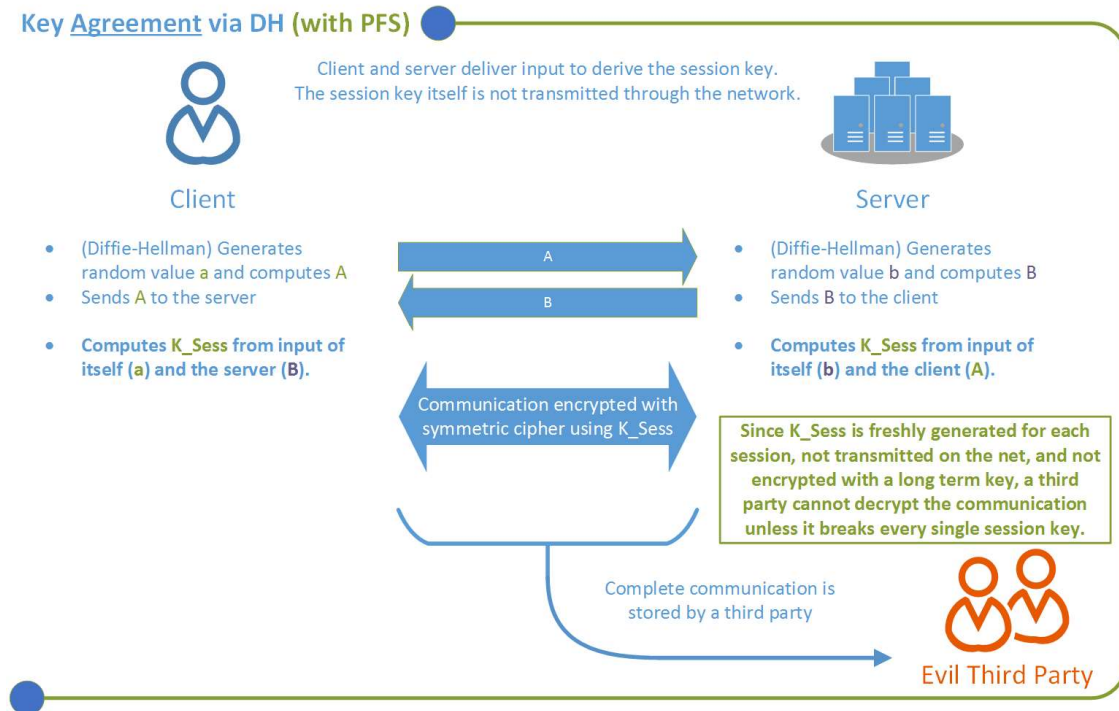 Key Agreement via DH (with PFS)
Client and server deliver input to derive the session key.
The session key itself is not transmitted through the network.
Client
Server
• (Diffie-Hellman) Generates
random value a and computes A
• Sends A to the server
• Computes K_Sess from input of
itself (a) and the server (B).
A
B
• (Diffie-Hellman) Generates
random value b and computes B
• Sends B to the client
• Computes K_Sess from input of
itself (b) and the client (A).
Communication encrypted with
symmetric cipher using K_Sess
Since K_Sess is freshly generated for each
session, not transmitted on the net, and not
encrypted with a long term key, a third
party cannot decrypt the communication
unless it breaks every single session key.
Complete communication is
stored by a third party
Evil Third Party